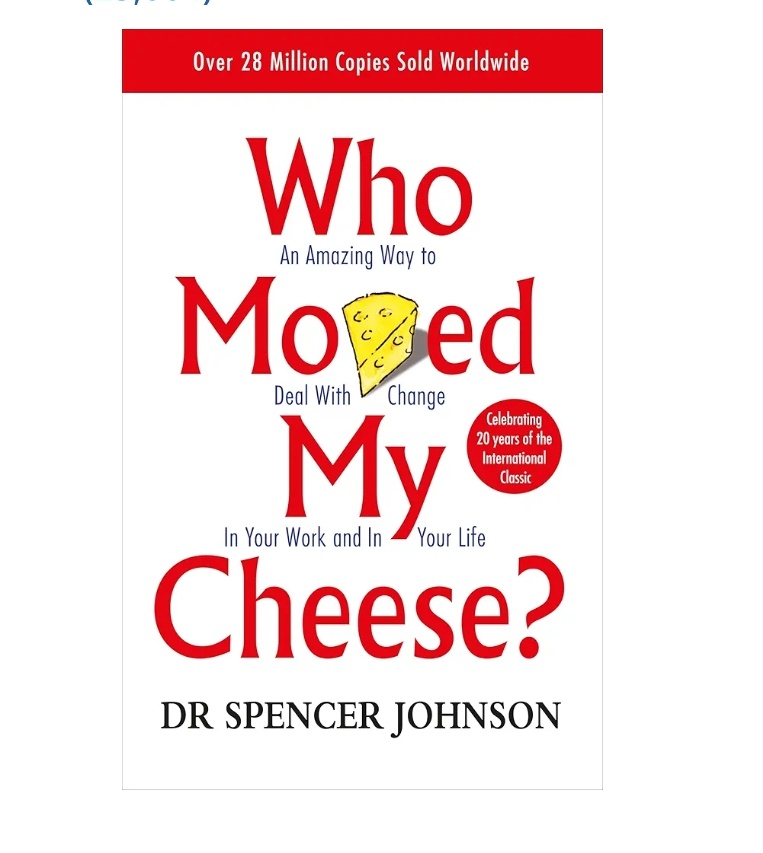 Over 28 Million Copies Sold Worldwide
Who
An Amazing Way to
Moved
Deal With Change
My
Celebrating
20 years of the
International
Classic
In Your Work and In Your Life
Cheese?
DR SPENCER JOHNSON